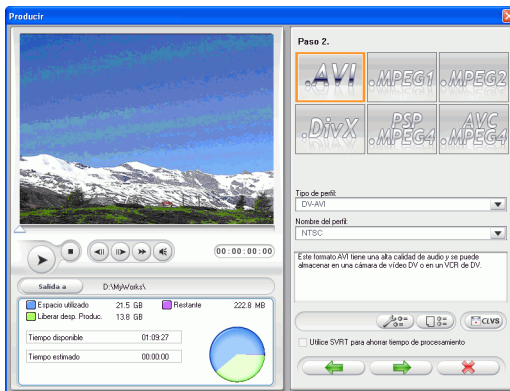 Producir
Paso 2.
.AVI
.MPEG1
.MPEG2
.DivX
PSP
.MPEG4
AVC
.MPEG4
Tipo de perfil:
DV-AVI
Nombre del perfil:
NTSC
Este formato AVI tiene una alta calidad de audio y se puede
almacenar en una cámara de vídeo DV o en un VCR de DV.
CLVS
Utilice SVRT para ahorrar tiempo de procesamiento
00:00:00:00
Salida a
D:\MyWorks\
Espacio utilizado 21.5 GB
Restante 222.8 MB
Liberar desp. Produc. 13.8 GB
Tiempo disponible 01:09:27
Tiempo estimado 00:00:00